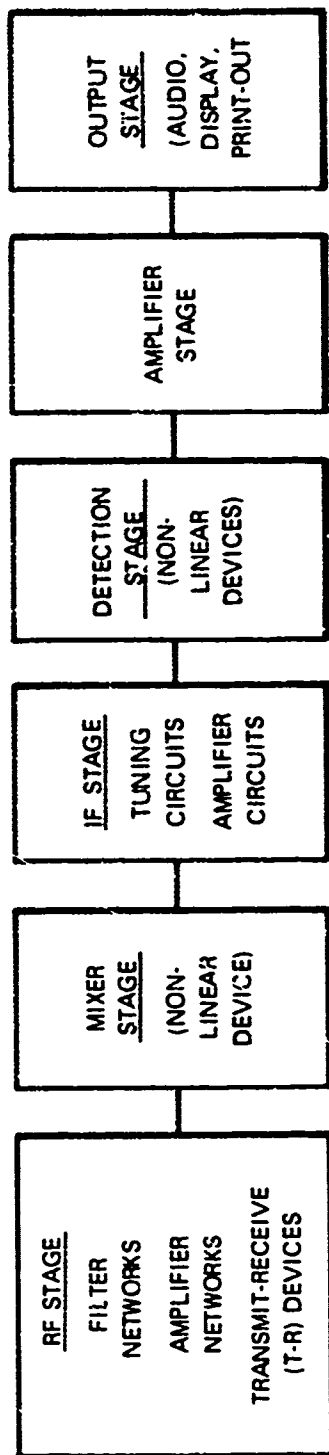 RF STAGE
FILTER
NETWORKS
AMPLIFIER
NETWORKS
TRANSMIT-RECEIVE
(T-R) DEVICES
MIXER
STAGE
(NON-
LINEAR
DEVICE)
IF STAGE
TUNING
CIRCUITS
AMPLIFIER
CIRCUITS
DETECTION
STAGE
(NON-
LINEAR
DEVICES)
AMPLIFIER
STAGE
OUTPUT
STAGE
(AUDIO,
DISPLAY,
PRINT-OUT